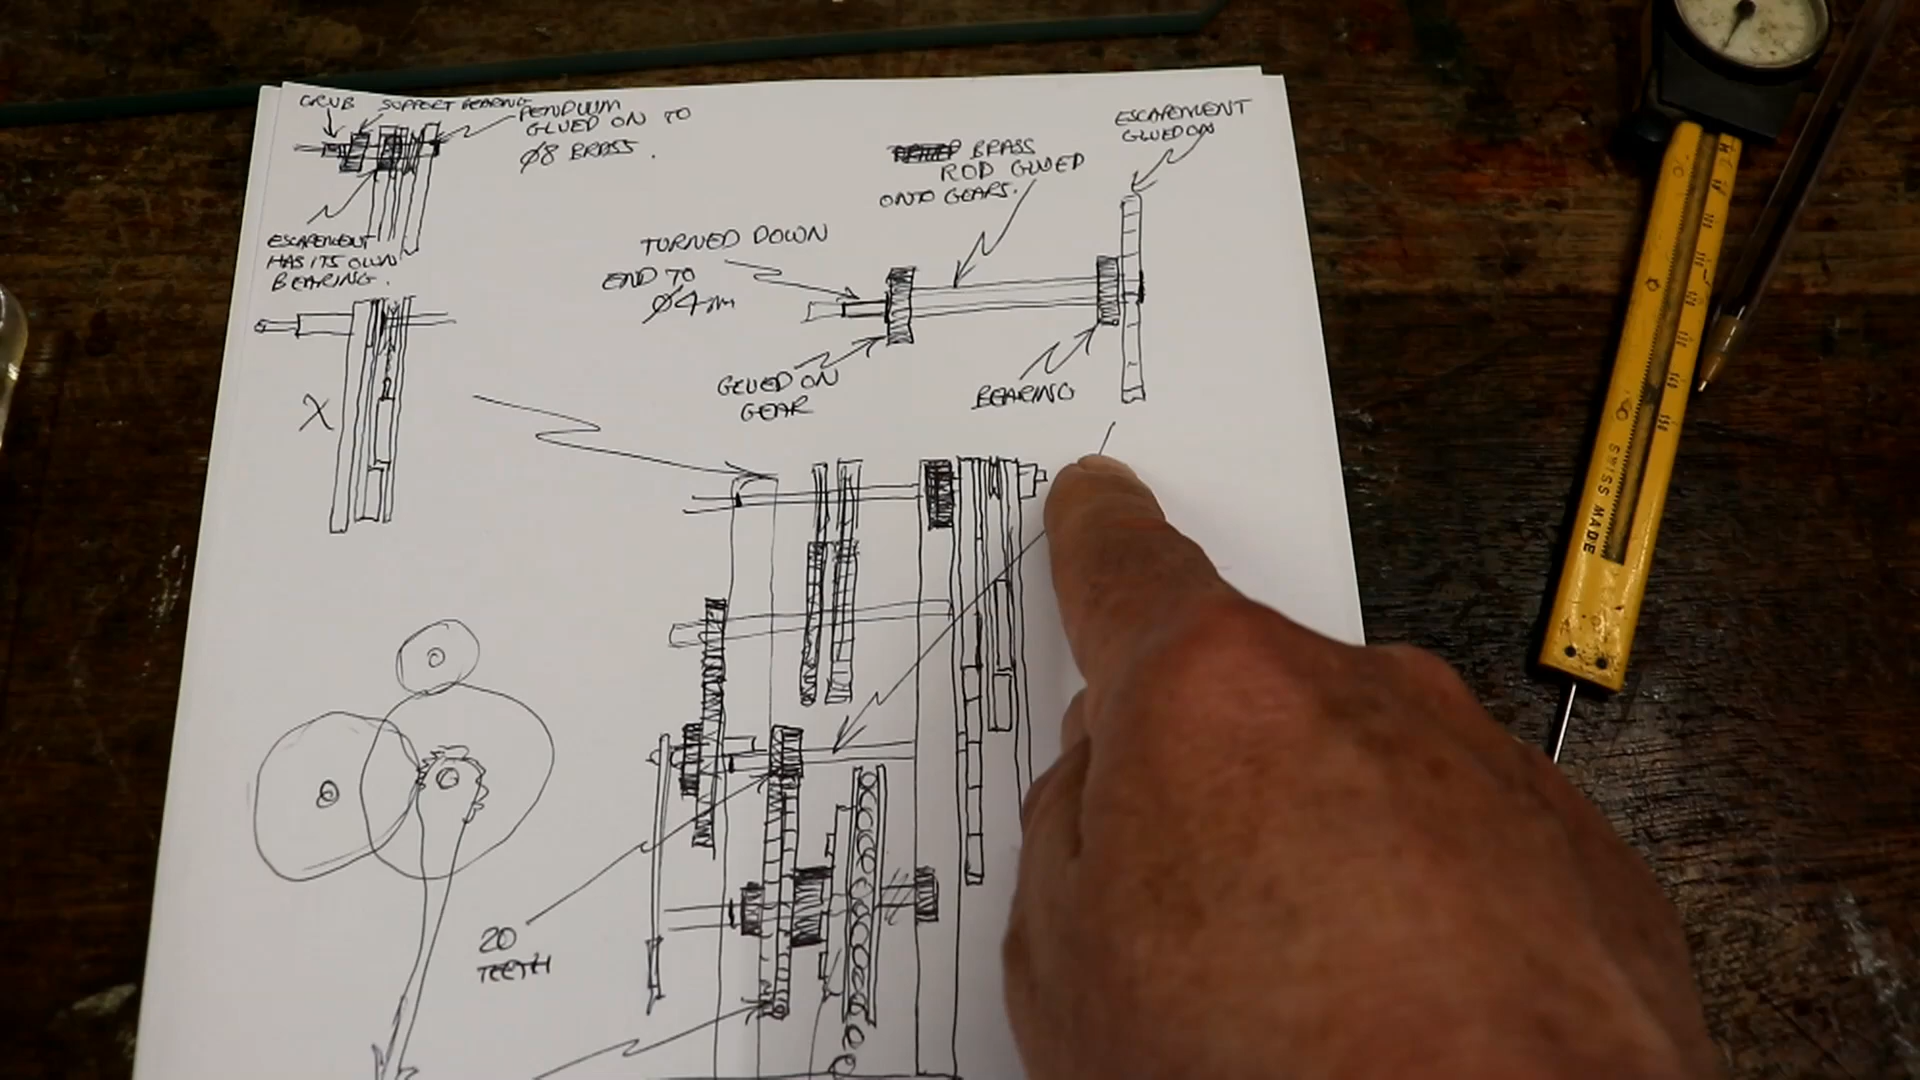 GRUB
SUPPORT BEARING
PENDULUM
GLUED ON TO
Ø8 BRASS.
ESCAPEMENT
HAS ITS OWN
BEARING.
X
TURNED DOWN
END TO
Ø4mm
BRASS
ROD GLUED
ONTO GEARS.
ESCAPEMENT
GLUED ON
GLUED ON
GEAR
BEARING
20
TEETH
SWISS MADE